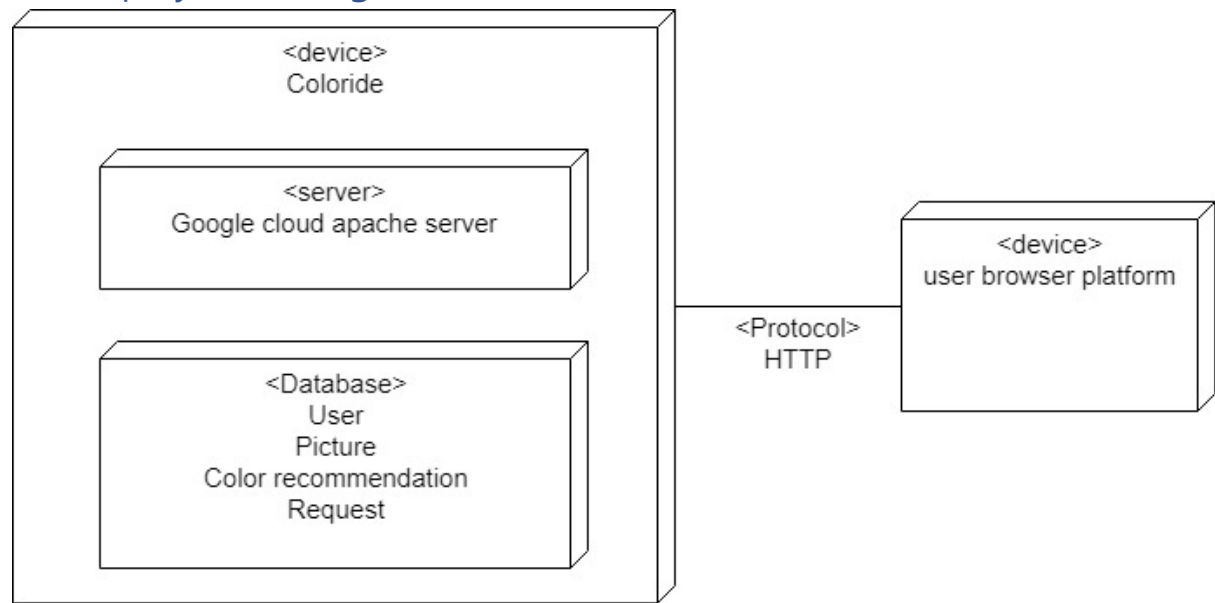 <device>
Coloride
<server>
Google cloud apache server
<Database>
User
Picture
Color recommendation
Request
<Protocol>
HTTP
<device>
user browser platform